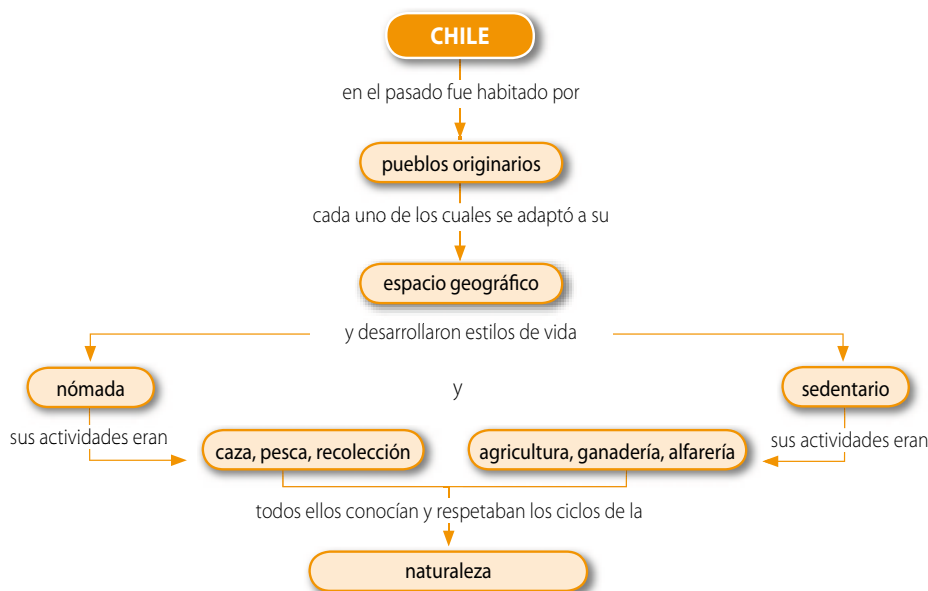 CHILE
en el pasado fue habitado por
pueblos originarios
cada uno de los cuales se adaptó a su
espacio geográfico
y desarrollaron estilos de vida
nómada
y
sedentario
sus actividades eran
caza, pesca, recolección
agricultura, ganadería, alfarería
sus actividades eran
todos ellos conocían y respetaban los ciclos de la
naturaleza